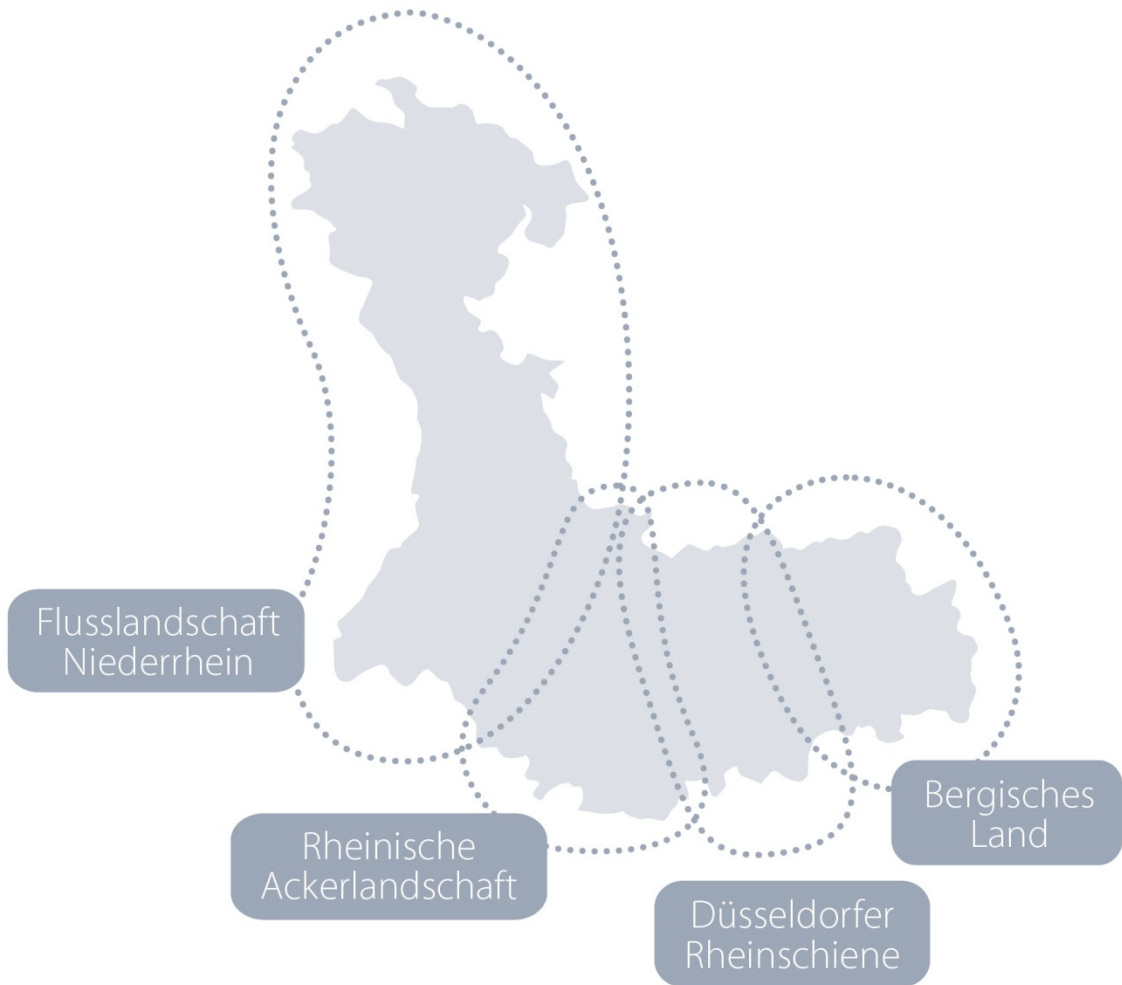 Flusslandschaft
Niederrhein
Rheinische
Ackerlandschaft
Düsseldorfer
Rheinschiene
Bergisches
Land